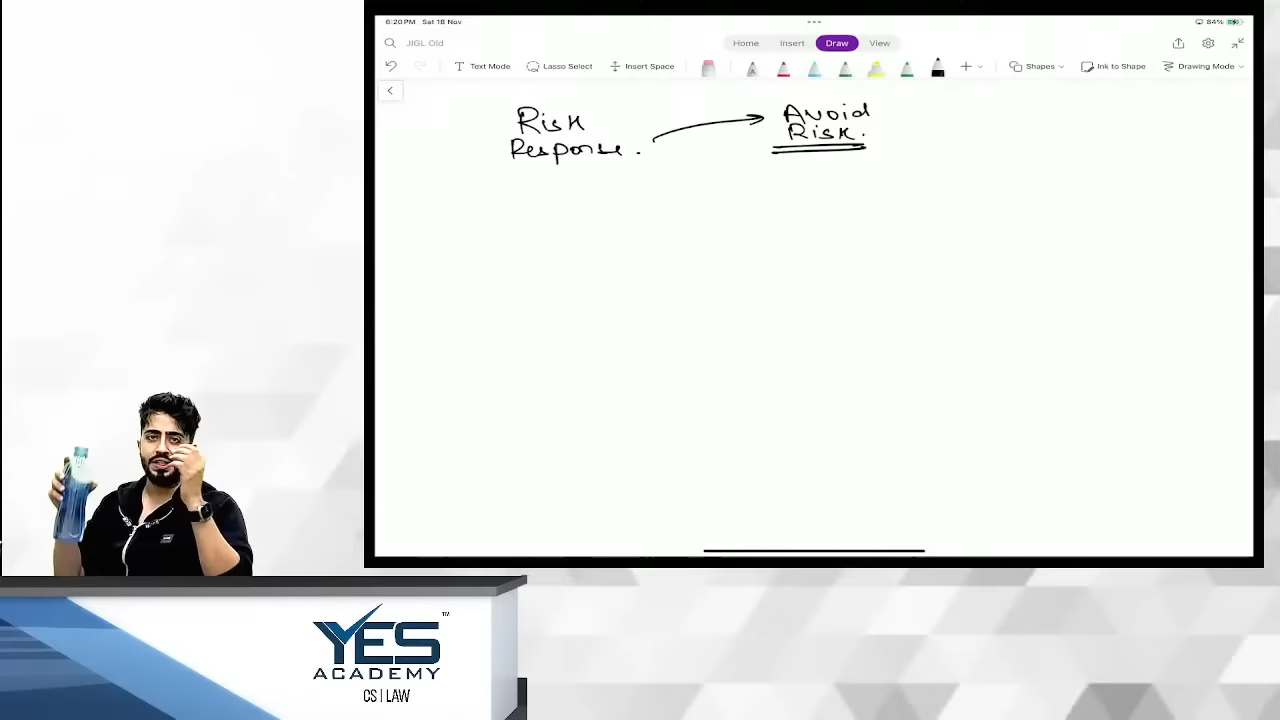 6:20 PM Sat 18 Nov
84%
JIGL Old
Home Insert Draw View
Text Mode Lasso Select Insert Space Shapes Ink to Shape Drawing Mode
Risk
Response.
Avoid
Risk.
YES™
ACADEMY
CS | LAW